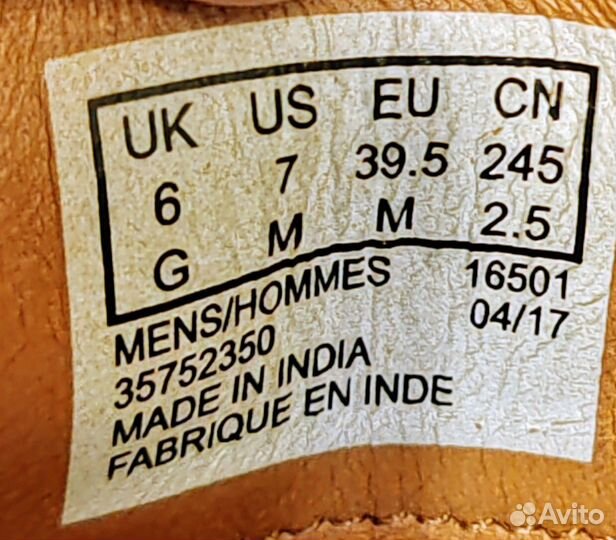 UK US EU CN
6 7 39.5 245
G M M 2.5
MENS/HOMMES 16501
35752350 04/17
MADE IN INDIA
FABRIQUE EN INDE
Avito